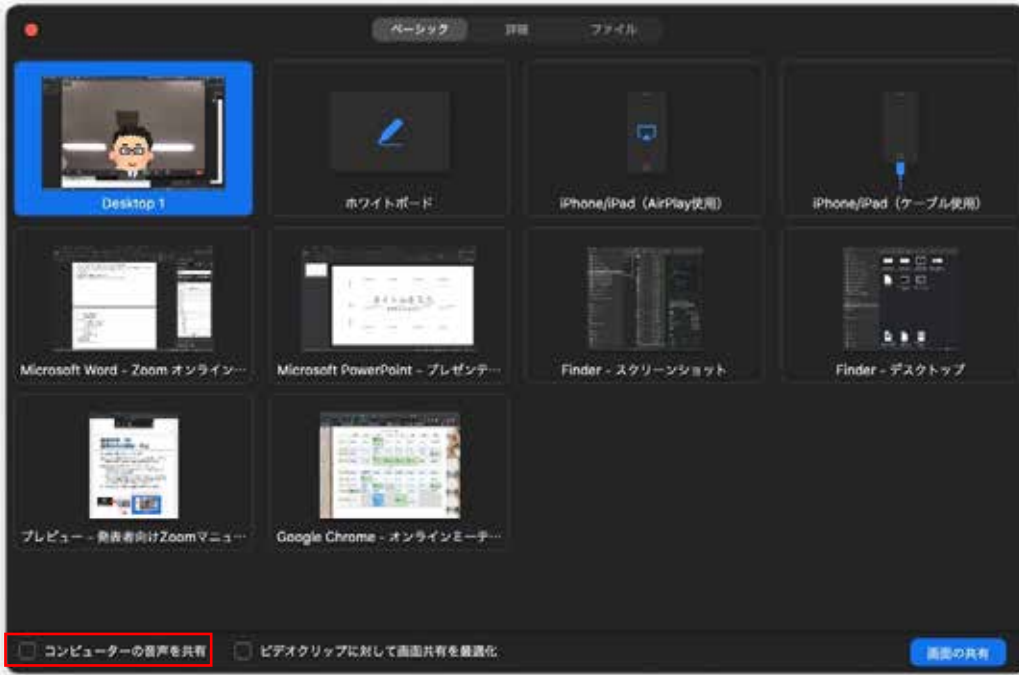 ベーシック 詳細 ファイル
Desktop 1
ホワイトボード
iPhone/iPad（AirPlay使用）
iPhone/iPad（ケーブル使用）
Microsoft Word - Zoom オンライン…
Microsoft PowerPoint - プレゼンテ…
Finder - スクリーンショット
Finder - デスクトップ
プレビュー - 発表者向けZoomマニュ…
Google Chrome - オンラインミーテ…
コンピューターの音声を共有
ビデオクリップに対して画面共有を最適化
画面の共有